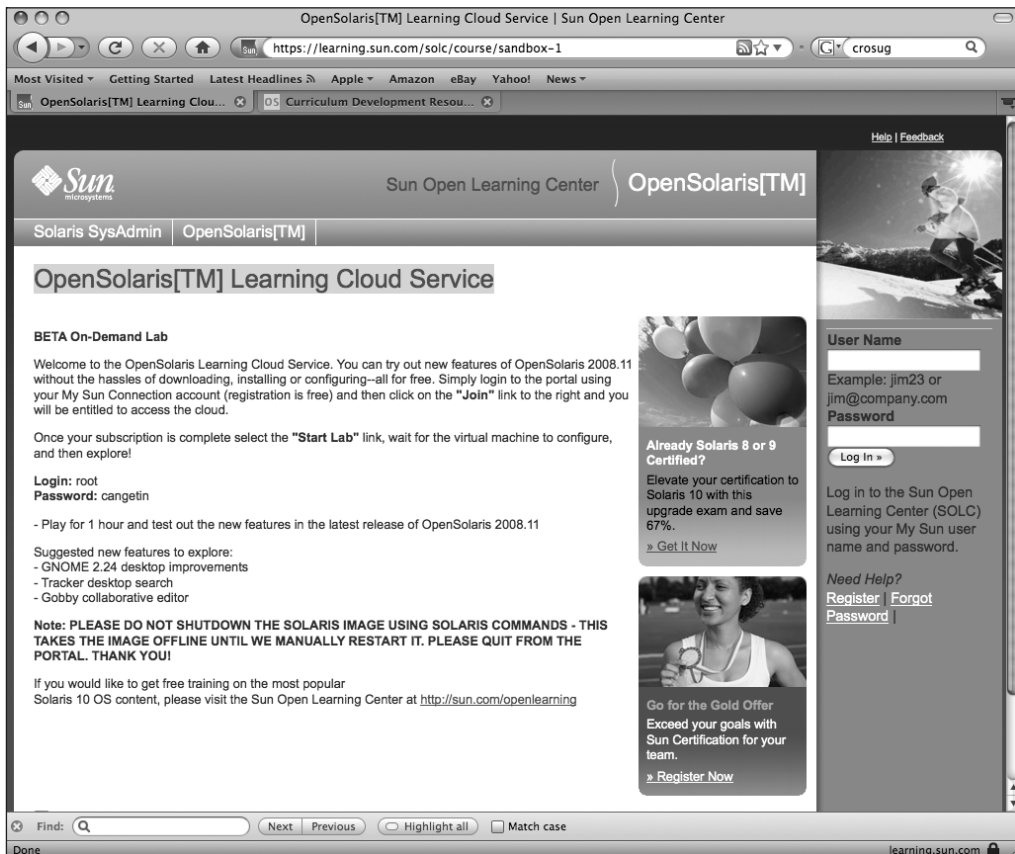 OpenSolaris[TM] Learning Cloud Service | Sun Open Learning Center
Sun
https://learning.sun.com/solc/course/sandbox-1
G
crosug
Most Visited
Getting Started
Latest Headlines
Apple
Amazon
eBay
Yahoo!
News
Sun
OpenSolaris[TM] Learning Clou...
OS
Curriculum Development Resou...
Help | Feedback
Sun
microsystems
Sun Open Learning Center
OpenSolaris[TM]
Solaris SysAdmin
OpenSolaris[TM]
OpenSolaris[TM] Learning Cloud Service
BETA On-Demand Lab
Welcome to the OpenSolaris Learning Cloud Service. You can try out new features of OpenSolaris 2008.11
without the hassles of downloading, installing or configuring--all for free. Simply login to the portal using
your My Sun Connection account (registration is free) and then click on the "Join" link to the right and you
will be entitled to access the cloud.
Once your subscription is complete select the "Start Lab" link, wait for the virtual machine to configure,
and then explore!
Login: root
Password: cangetin
- Play for 1 hour and test out the new features in the latest release of OpenSolaris 2008.11
Suggested new features to explore:
- GNOME 2.24 desktop improvements
- Tracker desktop search
- Gobby collaborative editor
Note: PLEASE DO NOT SHUTDOWN THE SOLARIS IMAGE USING SOLARIS COMMANDS - THIS
TAKES THE IMAGE OFFLINE UNTIL WE MANUALLY RESTART IT. PLEASE QUIT FROM THE
PORTAL. THANK YOU!
If you would like to get free training on the most popular
Solaris 10 OS content, please visit the Sun Open Learning Center at http://sun.com/openlearning
Already Solaris 8 or 9
Certified?
Elevate your certification to
Solaris 10 with this
upgrade exam and save
67%.
» Get It Now
Go for the Gold Offer
Exceed your goals with
Sun Certification for your
team.
» Register Now
User Name
Example: jim23 or
jim@company.com
Password
Log In »
Log in to the Sun Open
Learning Center (SOLC)
using your My Sun user
name and password.
Need Help?
Register | Forgot
Password |
Find:
Next
Previous
Highlight all
Match case
Done
learning.sun.com